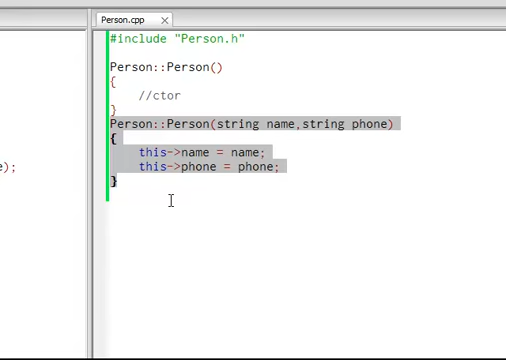 Person.cpp
#include "Person.h"
Person::Person()
{
//ctor
}
Person::Person(string name,string phone)
{
this->name = name;
this->phone = phone;
}
e);